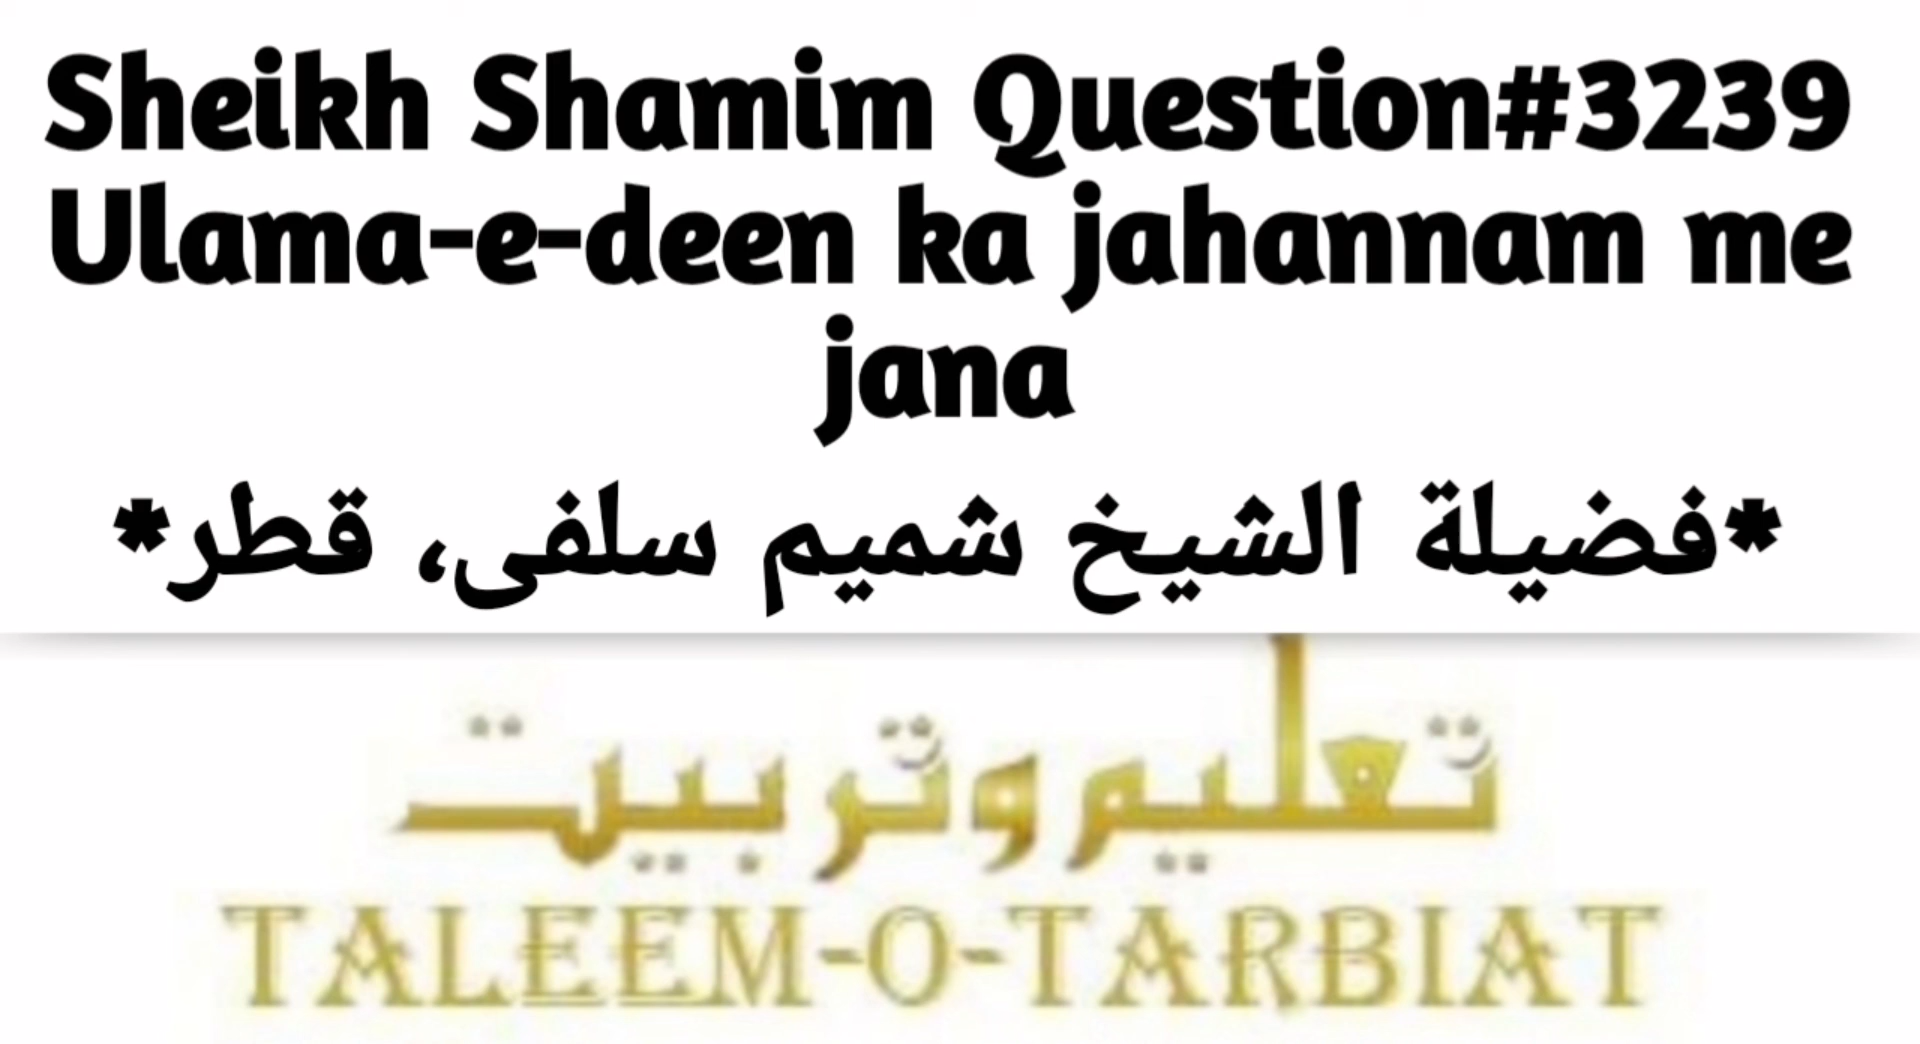 Sheikh Shamim Question#3239
Ulama-e-deen ka jahannam me
jana
*فضيلة الشيخ شميم سلفى، قطر*
تعليم وتربيت
TALEEM-O-TARBIAT